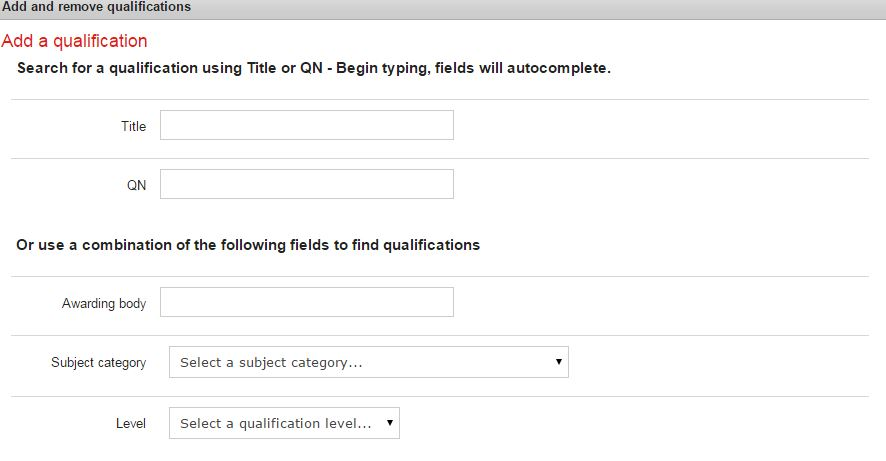 Add and remove qualifications
Add a qualification
Search for a qualification using Title or QN - Begin typing, fields will autocomplete.
Title
QN
Or use a combination of the following fields to find qualifications
Awarding body
Subject category Select a subject category...
Level Select a qualification level...